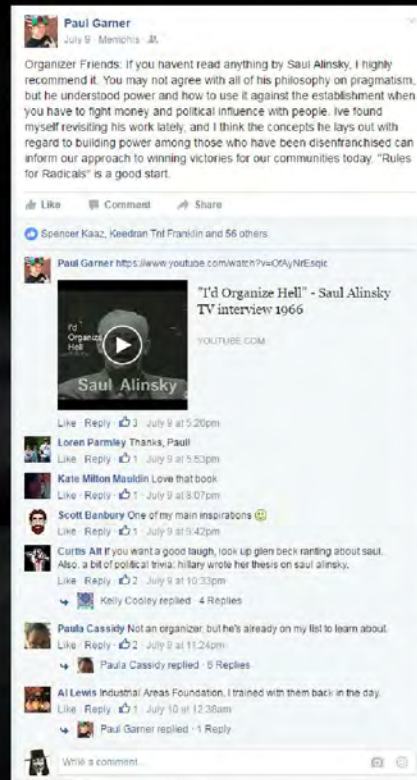 Paul Garner
July 9 · Memphis ·
Organizer Friends: If you havent read anything by Saul Alinsky, I highly
recommend it. You may not agree with all of his philosophy on pragmatism,
but he understood power and how to use it against the establishment when
you have to fight money and political influence with people. Ive found
myself revisiting his work lately, and I think the concepts he lays out with
regard to building power among those who have been disenfranchised can
inform our approach to winning victories for our communities today. "Rules
for Radicals" is a good start.
Like Comment Share
Spencer Kaaz, Keedran Tnt Franklin and 56 others
Paul Garner https://www.youtube.com/watch?v=
I'd
Organize
Hell
Saul Alinsky
"I'd Organize Hell" - Saul Alinsky
TV interview 1966
YOUTUBE.COM
Like · Reply · 3 · July 9 at 5:20pm
Loren Parmley Thanks, Paul!
Like · Reply · 1 · July 9 at 5:53pm
Kate Milton Mauldin Love that book
Like · Reply · 1 · July 9 at 8:07pm
Scott Banbury One of my main inspirations
Like · Reply · 1 · July 9 at 9:42pm
Curtis Alt If you want a good laugh, look up glen beck ranting about saul.
Also, a bit of political trivia: hillary wrote her thesis on saul alinsky.
Like · Reply · 2 · July 9 at 10:33pm
Kelly Cooley replied · 4 Replies
Paula Cassidy Not an organizer, but he's already on my list to learn about.
Like · Reply · 2 · July 9 at 11:24pm
Paula Cassidy replied · 6 Replies
Al Lewis Industrial Areas Foundation, I trained with them back in the day.
Like · Reply · 1 · July 10 at 12:38am
Paul Garner replied · 1 Reply
Write a comment...